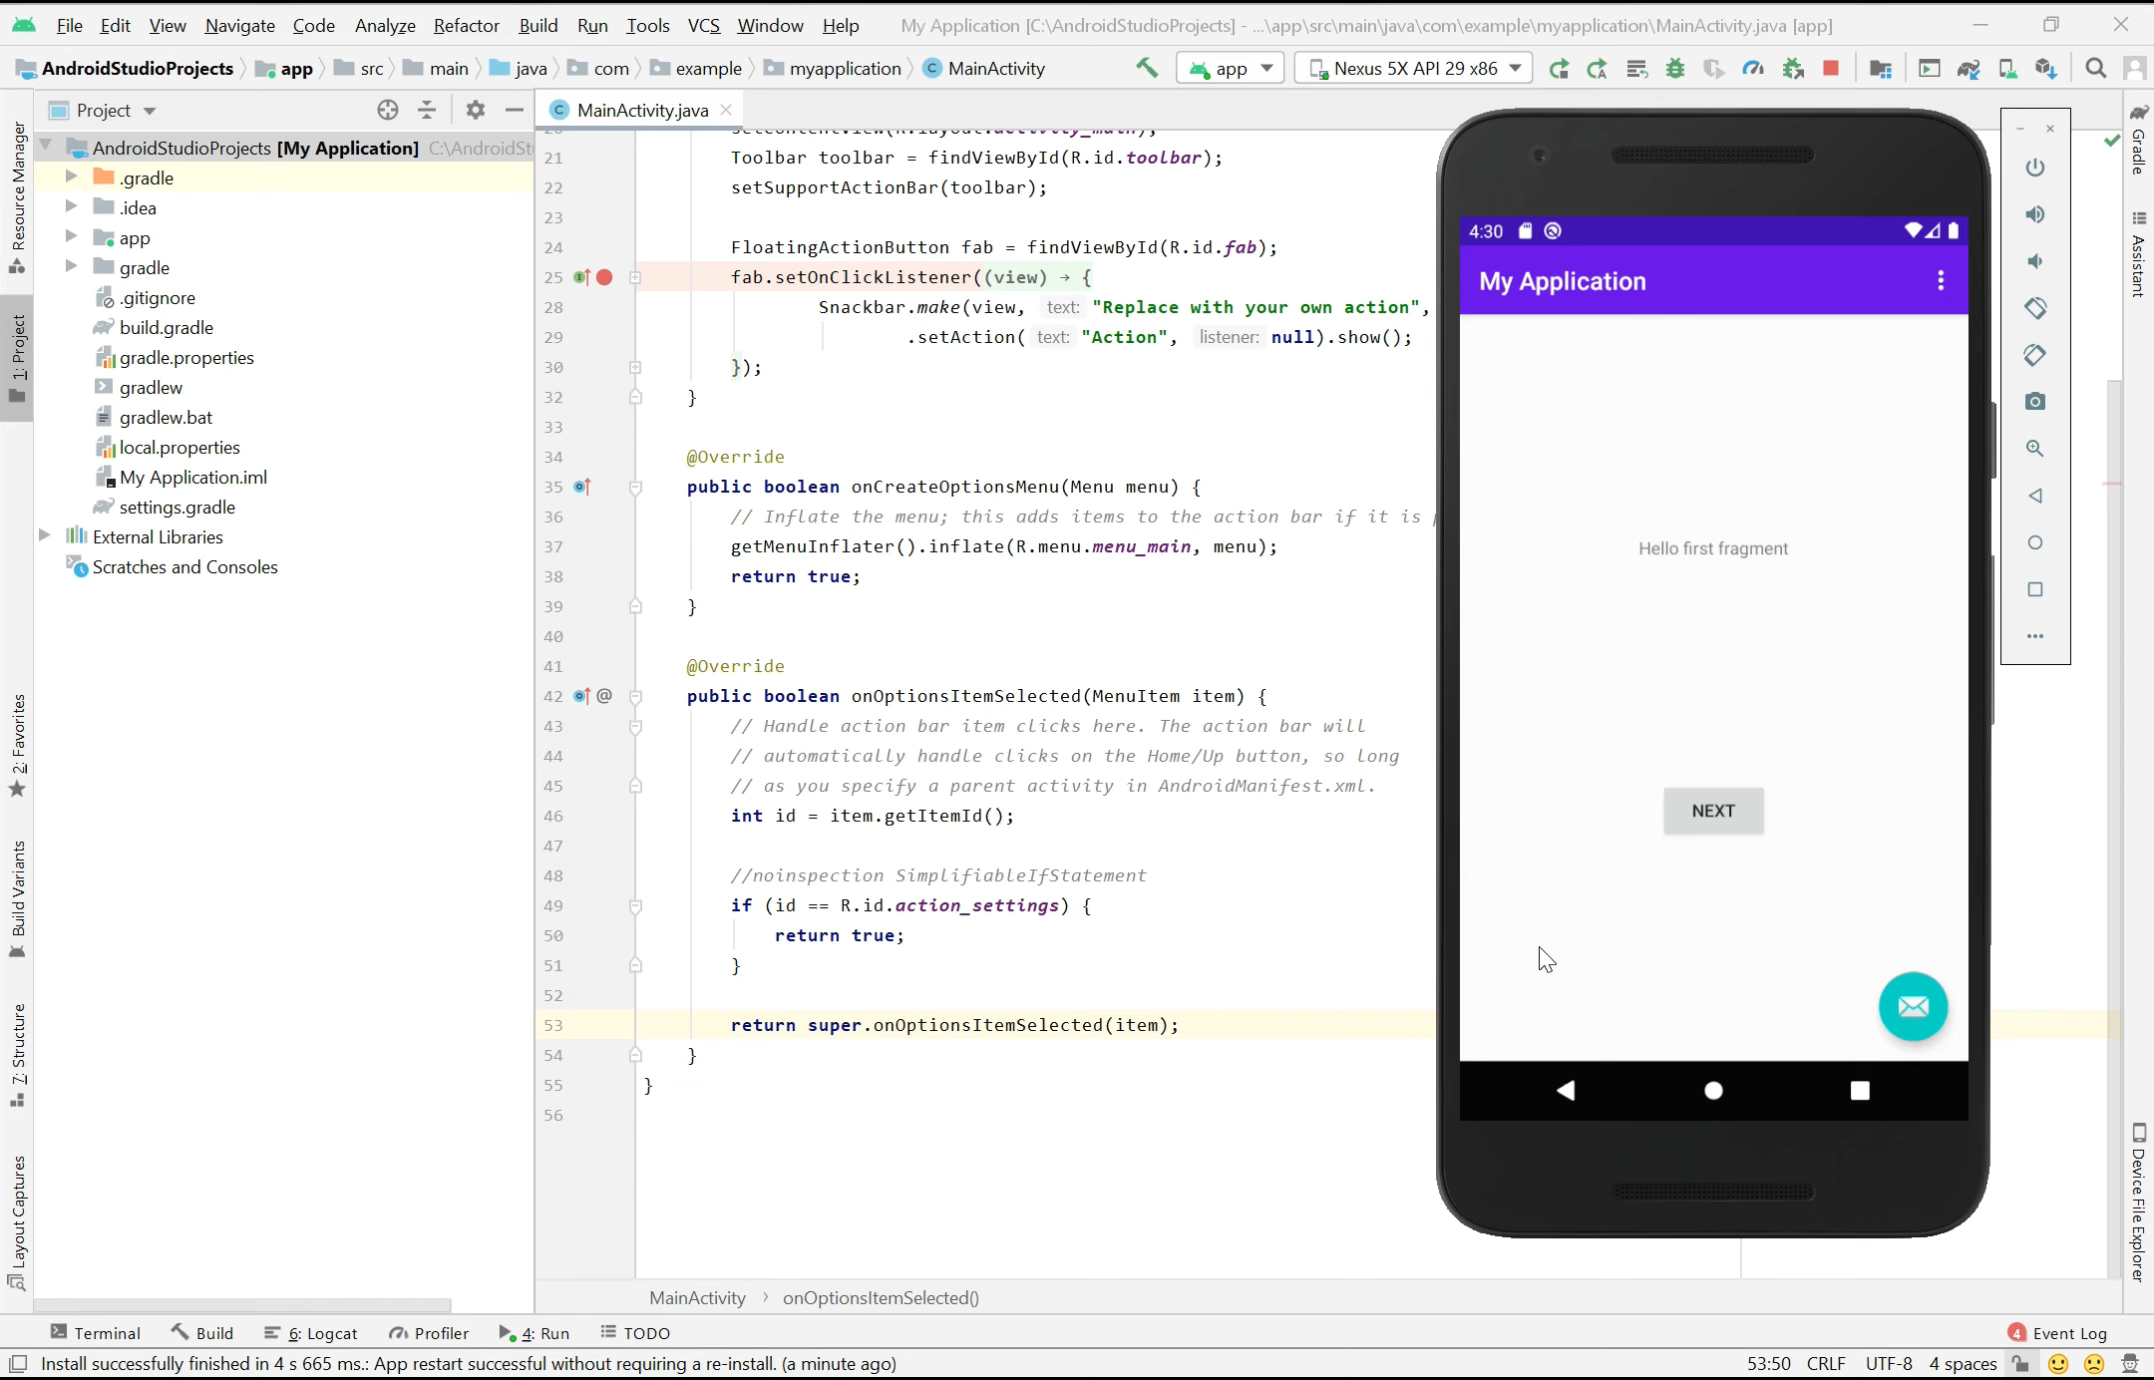 File Edit View Navigate Code Analyze Refactor Build Run Tools VCS Window Help My Application [C:\AndroidStudioProjects] - ...\app\src\main\java\com\example\myapplication\MainActivity.java [app]
AndroidStudioProjects app src main java com example myapplication MainActivity app Nexus 5X API 29 x86
Project
MainActivity.java
Resource Manager
1: Project
2: Favorites
Build Variants
7: Structure
Layout Captures
AndroidStudioProjects [My Application] C:\AndroidSt
.gradle
.idea
app
gradle
.gitignore
build.gradle
gradle.properties
gradlew
gradlew.bat
local.properties
My Application.iml
settings.gradle
External Libraries
Scratches and Consoles
20 setContentView(R.layout.activity_main);
21 Toolbar toolbar = findViewById(R.id.toolbar);
22 setSupportActionBar(toolbar);
23
24 FloatingActionButton fab = findViewById(R.id.fab);
25 fab.setOnClickListener((view) → {
28 Snackbar.make(view, text: "Replace with your own action",
29 .setAction( text: "Action", listener: null).show();
30 });
32 }
33
34 @Override
35 public boolean onCreateOptionsMenu(Menu menu) {
36 // Inflate the menu; this adds items to the action bar if it is
37 getMenuInflater().inflate(R.menu.menu_main, menu);
38 return true;
39 }
40
41 @Override
42 @ public boolean onOptionsItemSelected(MenuItem item) {
43 // Handle action bar item clicks here. The action bar will
44 // automatically handle clicks on the Home/Up button, so long
45 // as you specify a parent activity in AndroidManifest.xml.
46 int id = item.getItemId();
47
48 //noinspection SimplifiableIfStatement
49 if (id == R.id.action_settings) {
50 return true;
51 }
52
53 return super.onOptionsItemSelected(item);
54 }
55 }
56
4:30
My Application
Hello first fragment
NEXT
Gradle
Assistant
Device File Explorer
MainActivity › onOptionsItemSelected()
Terminal Build 6: Logcat Profiler 4: Run TODO 4 Event Log
Install successfully finished in 4 s 665 ms.: App restart successful without requiring a re-install. (a minute ago) 53:50 CRLF UTF-8 4 spaces